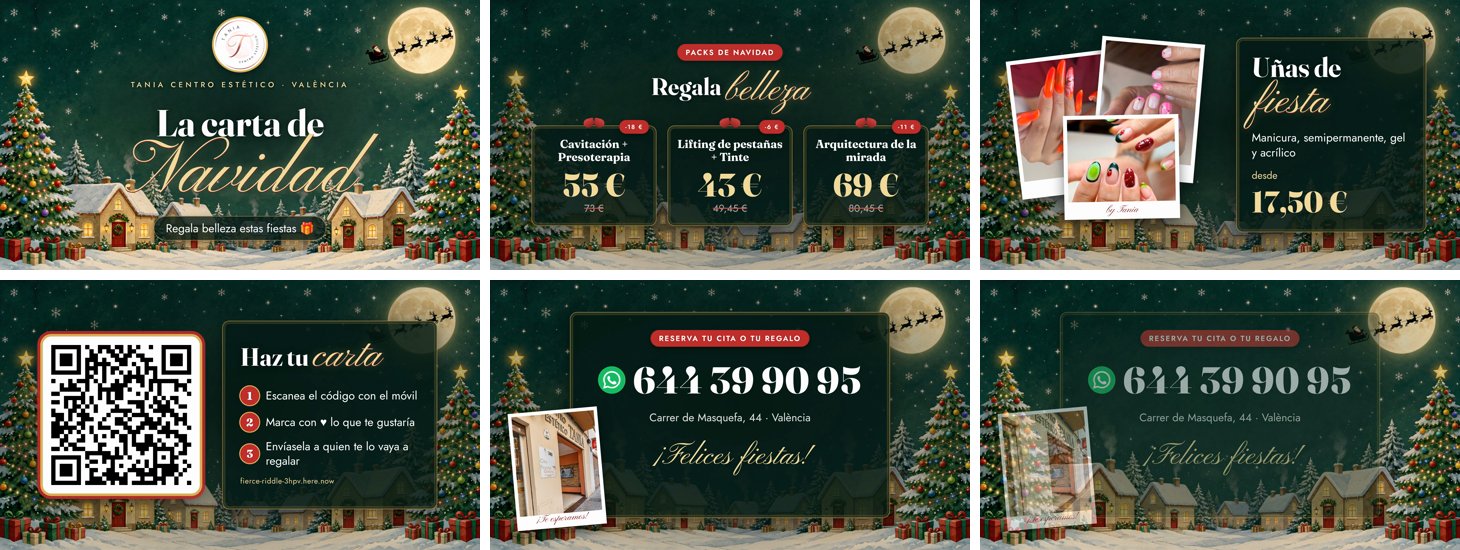 TANIA
T
TANIA CENTRO ESTÉTICO · VALÈNCIA
La carta de
Navidad
Regala belleza estas fiestas 🎁
PACKS DE NAVIDAD
Regala belleza
-18 €
Cavitación +
Presoterapia
55 €
73 €
-6 €
Lifting de pestañas
+ Tinte
43 €
49,45 €
-11 €
Arquitectura de la
mirada
69 €
80,45 €
by Tania
Uñas de
fiesta
Manicura, semipermanente, gel
y acrílico
desde
17,50 €
Haz tu carta
1 Escanea el código con el móvil
2 Marca con ♥ lo que te gustaría
3 Envíasela a quien te lo vaya a
regalar
fierce-riddle-3hpv.here.now
RESERVA TU CITA O TU REGALO
644 39 90 95
Carrer de Masquefa, 44 · València
¡Felices fiestas!
ESTÉTICO TANIA
¡Te esperamos!
RESERVA TU CITA O TU REGALO
644 39 90 95
Carrer de Masquefa, 44 · València
¡Felices fiestas!
¡Te esperamos!